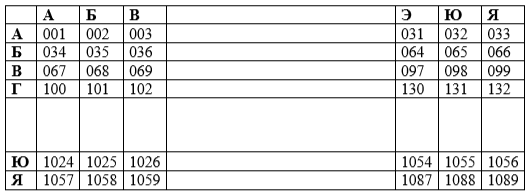 А Б В Э Ю Я
А 001 002 003 031 032 033
Б 034 035 036 064 065 066
В 067 068 069 097 098 099
Г 100 101 102 130 131 132
Ю 1024 1025 1026 1054 1055 1056
Я 1057 1058 1059 1087 1088 1089